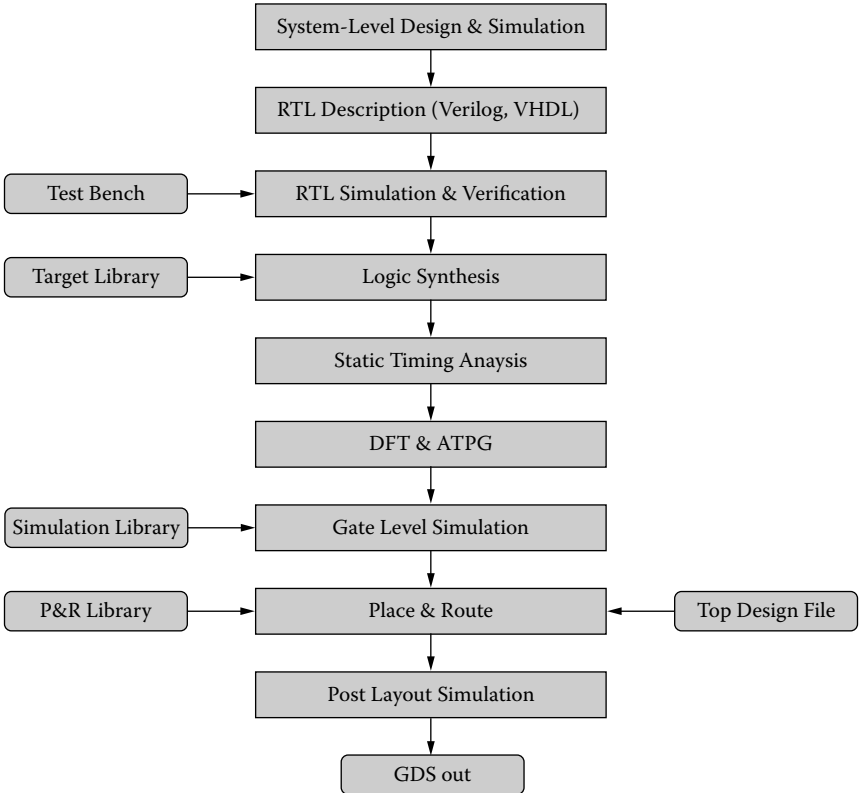 System-Level Design & Simulation
RTL Description (Verilog, VHDL)
Test Bench
RTL Simulation & Verification
Target Library
Logic Synthesis
Static Timing Anaysis
DFT & ATPG
Simulation Library
Gate Level Simulation
P&R Library
Place & Route
Top Design File
Post Layout Simulation
GDS out